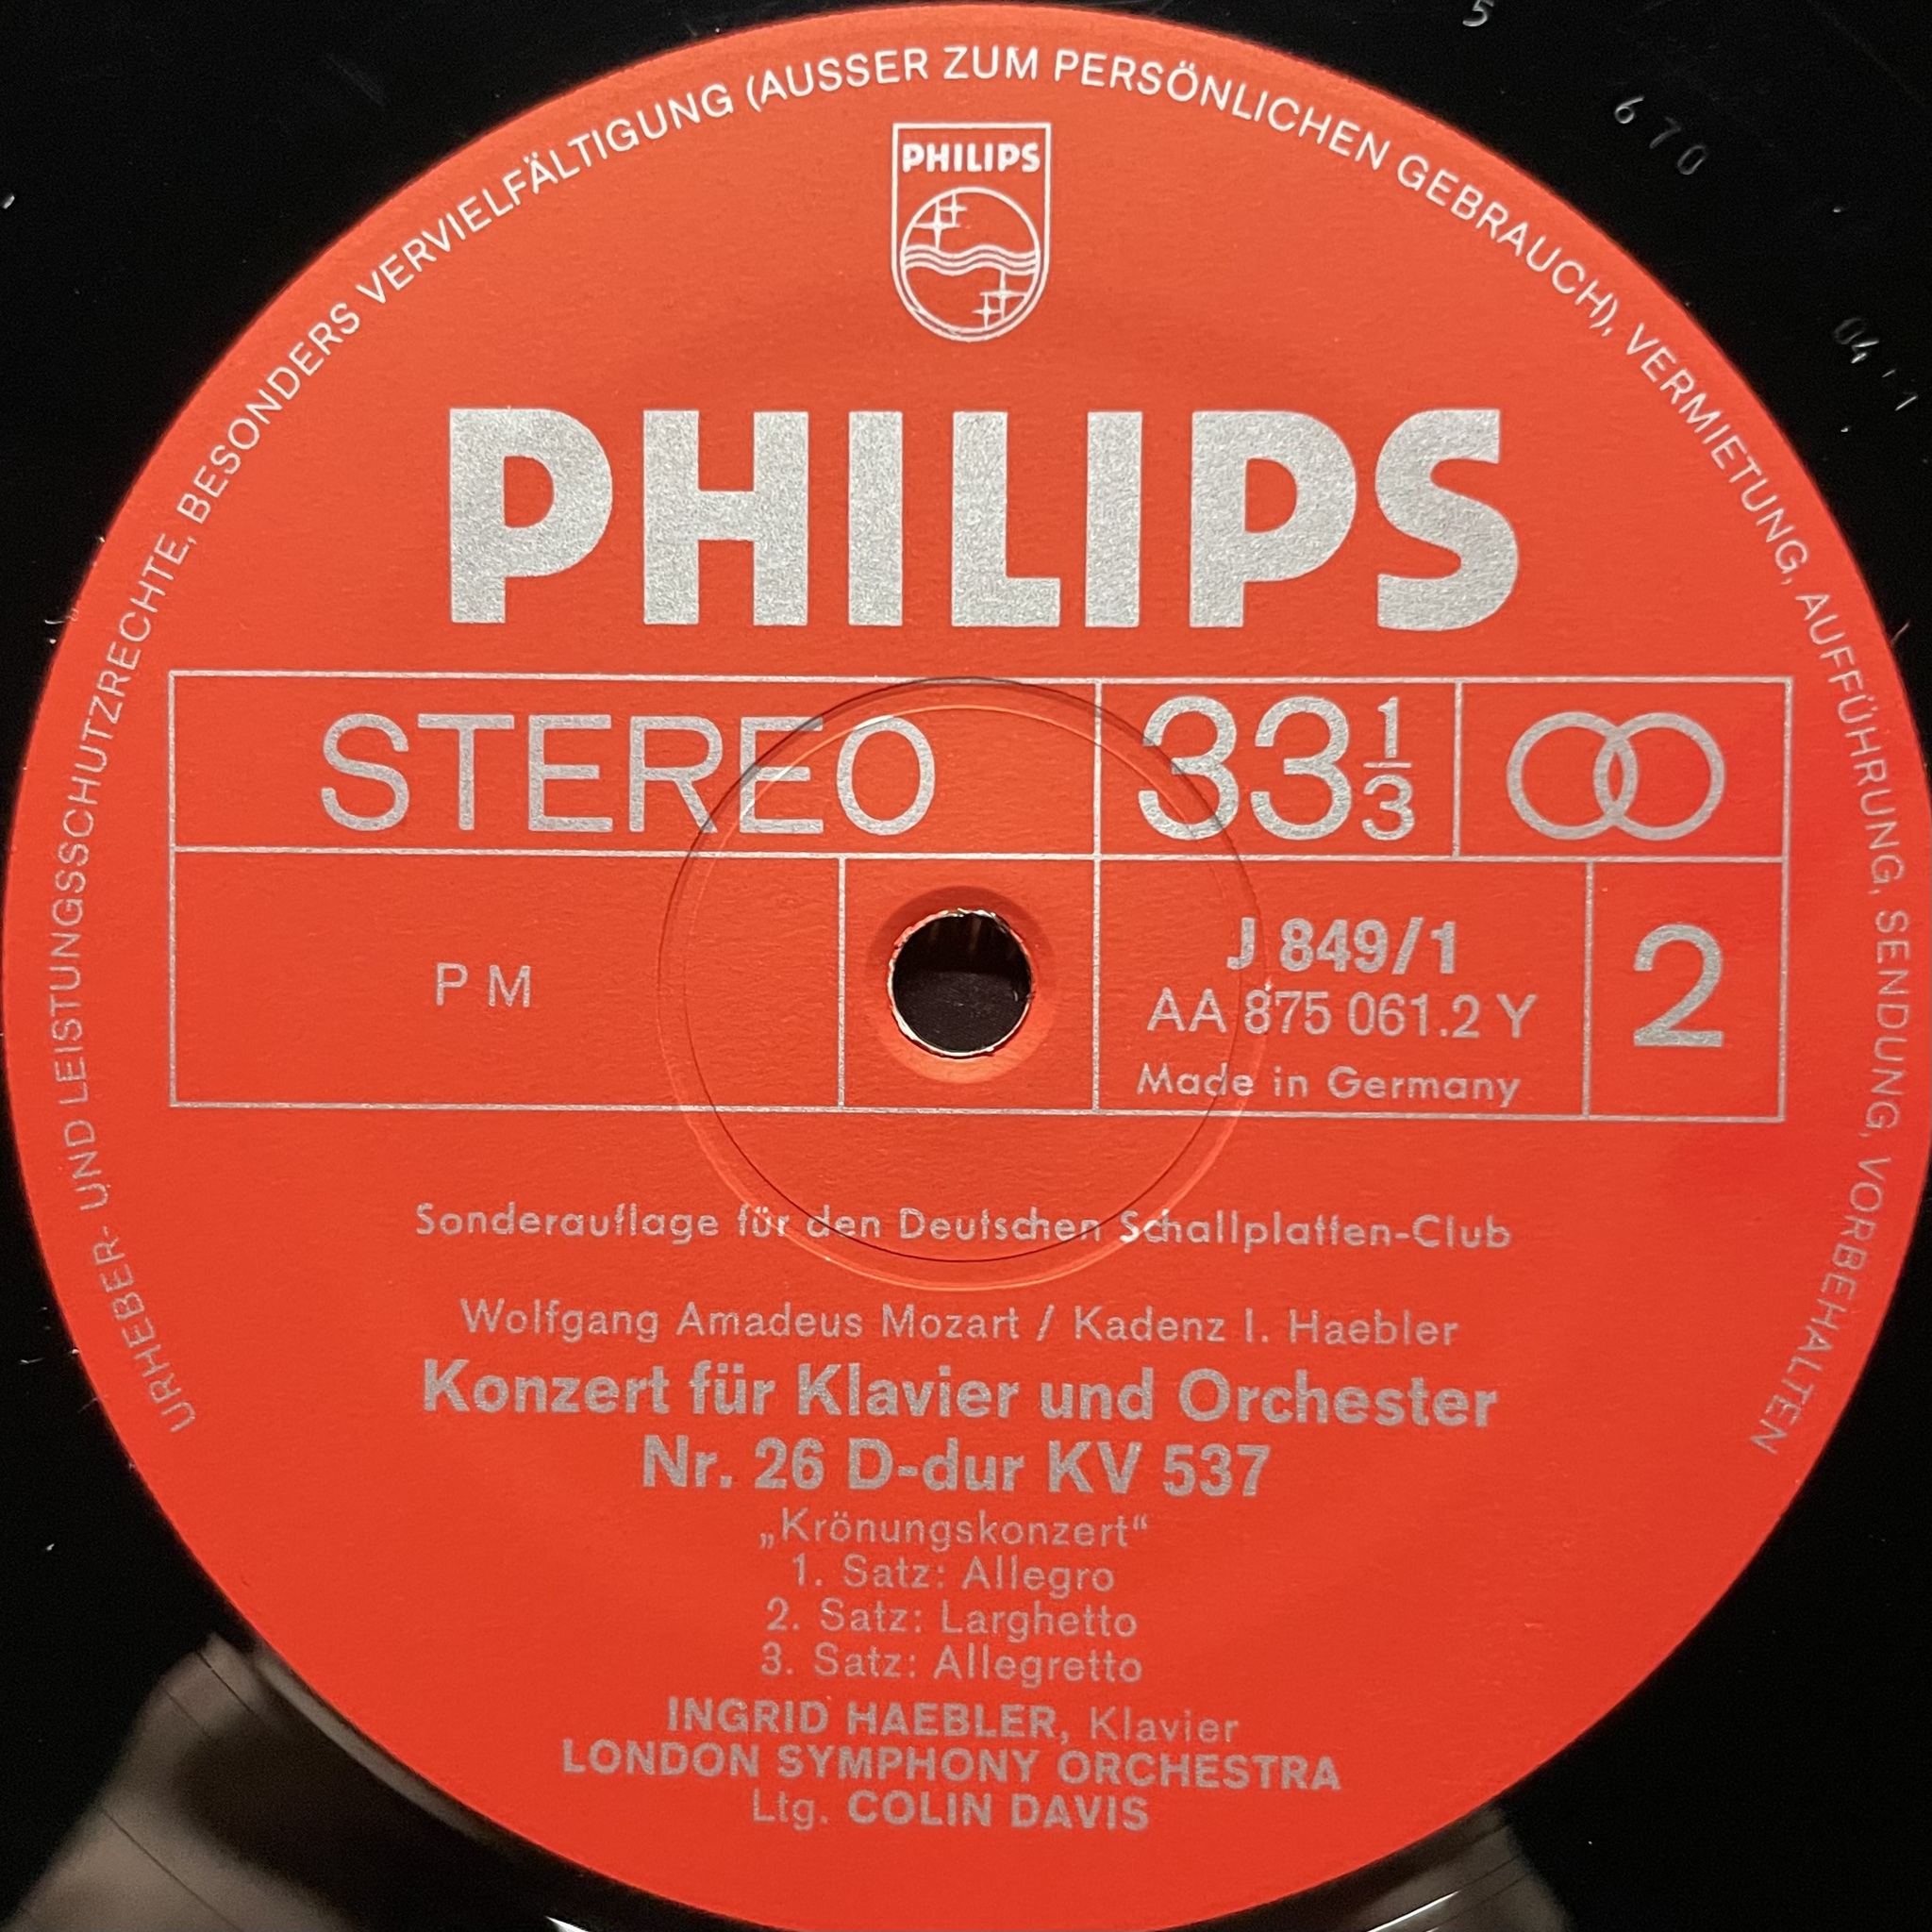 URHEBER- UND LEISTUNGSSCHUTZRECHTE, BESONDERS VERVIELFÄLTIGUNG (AUSSER ZUM PERSÖNLICHEN GEBRAUCH), VERMIETUNG, AUFFÜHRUNG, SENDUNG, VORBEHALTEN
5
670
PHILIPS
PHILIPS
STEREO
33 1/3
P M
J 849/1
AA 875 061.2 Y
Made in Germany
2
Sonderauflage für den Deutschen Schallplatten-Club
Wolfgang Amadeus Mozart / Kadenz I. Haebler
Konzert für Klavier und Orchester
Nr. 26 D-dur KV 537
„Krönungskonzert“
1. Satz: Allegro
2. Satz: Larghetto
3. Satz: Allegretto
INGRID HAEBLER, Klavier
LONDON SYMPHONY ORCHESTRA
Ltg. COLIN DAVIS